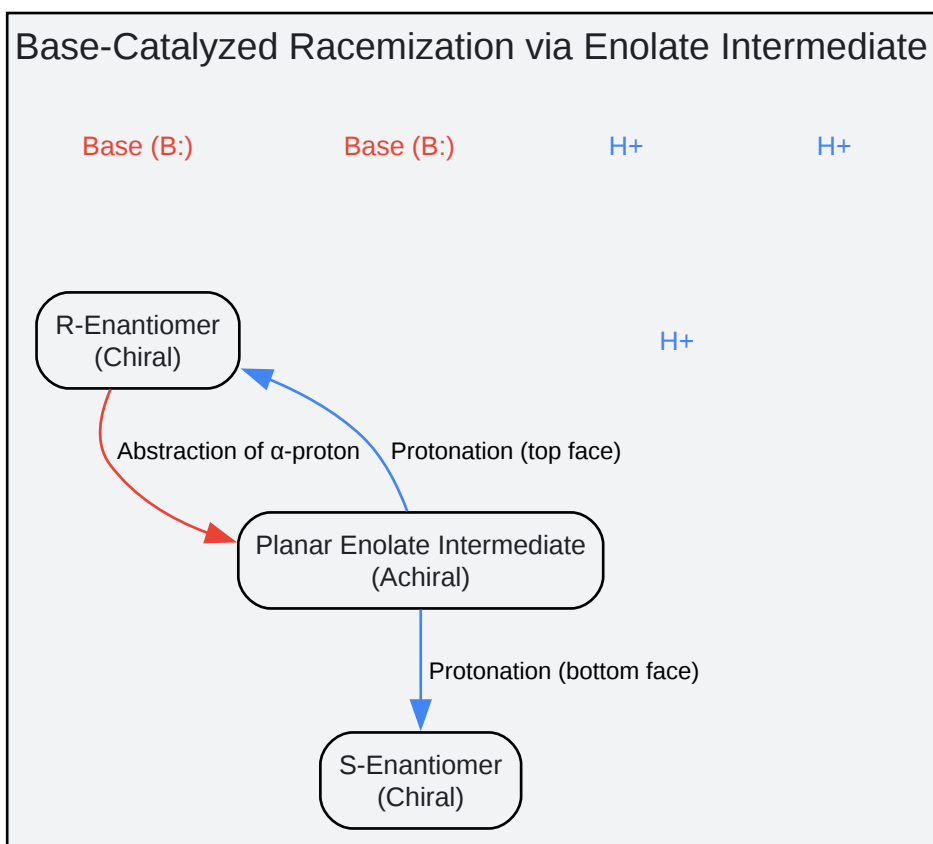 Base-Catalyzed Racemization via Enolate Intermediate
Base (B:)
Base (B:)
H+
H+
R-Enantiomer
(Chiral)
H+
Abstraction of α-proton
Protonation (top face)
Planar Enolate Intermediate
(Achiral)
Protonation (bottom face)
S-Enantiomer
(Chiral)